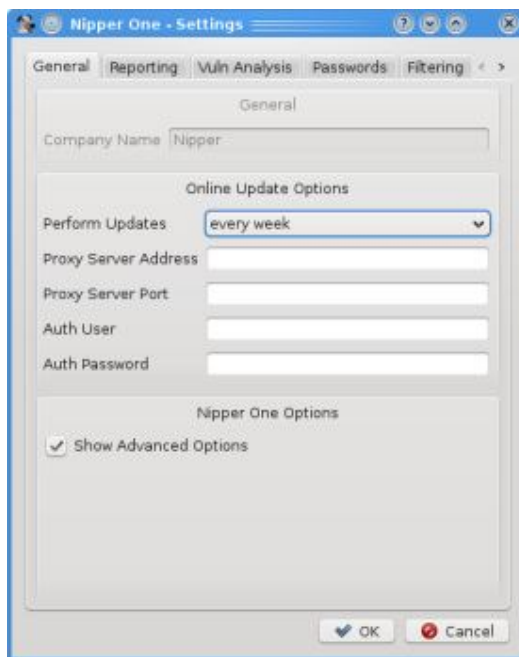 Nipper One - Settings
General Reporting Vuln Analysis Passwords Filtering
General
Company Name Nipper
Online Update Options
Perform Updates every week
Proxy Server Address
Proxy Server Port
Auth User
Auth Password
Nipper One Options
Show Advanced Options
OK Cancel